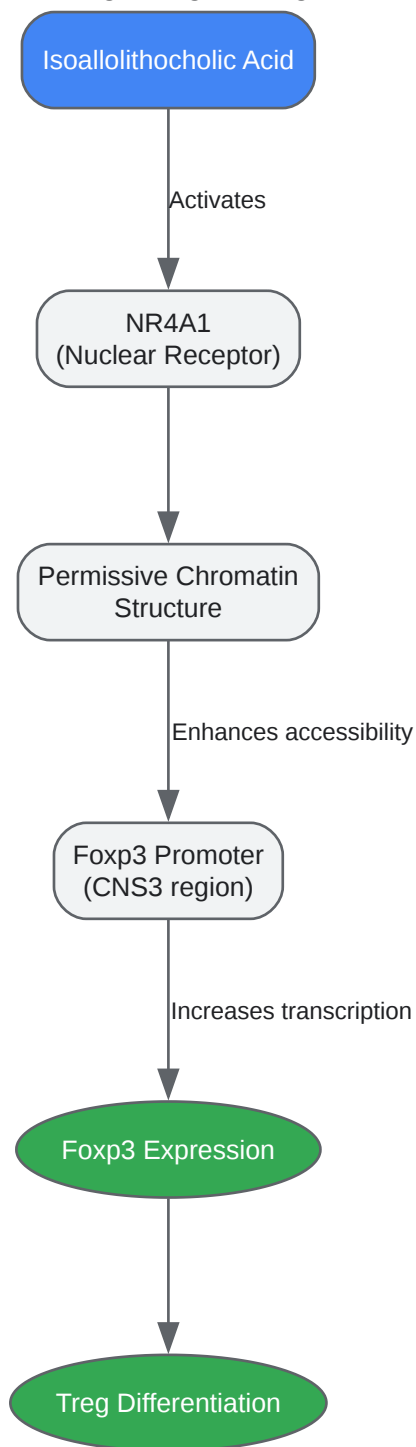 Isoallolithocholic Acid
Activates
NR4A1
(Nuclear Receptor)
Permissive Chromatin
Structure
Enhances accessibility
Foxp3 Promoter
(CNS3 region)
Increases transcription
Foxp3 Expression
Treg Differentiation